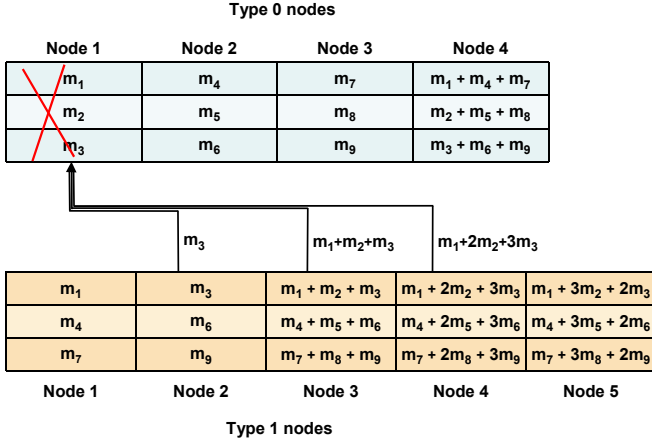 Type 0 nodes
Node 1 Node 2 Node 3 Node 4
m₁ m₄ m₇ m₁ + m₄ + m₇
m₂ m₅ m₈ m₂ + m₅ + m₈
m₃ m₆ m₉ m₃ + m₆ + m₉
m₃ m₁+m₂+m₃ m₁+2m₂+3m₃
m₁ m₃ m₁ + m₂ + m₃ m₁ + 2m₂ + 3m₃ m₁ + 3m₂ + 2m₃
m₄ m₆ m₄ + m₅ + m₆ m₄ + 2m₅ + 3m₆ m₄ + 3m₅ + 2m₆
m₇ m₉ m₇ + m₈ + m₉ m₇ + 2m₈ + 3m₉ m₇ + 3m₈ + 2m₉
Node 1 Node 2 Node 3 Node 4 Node 5
Type 1 nodes